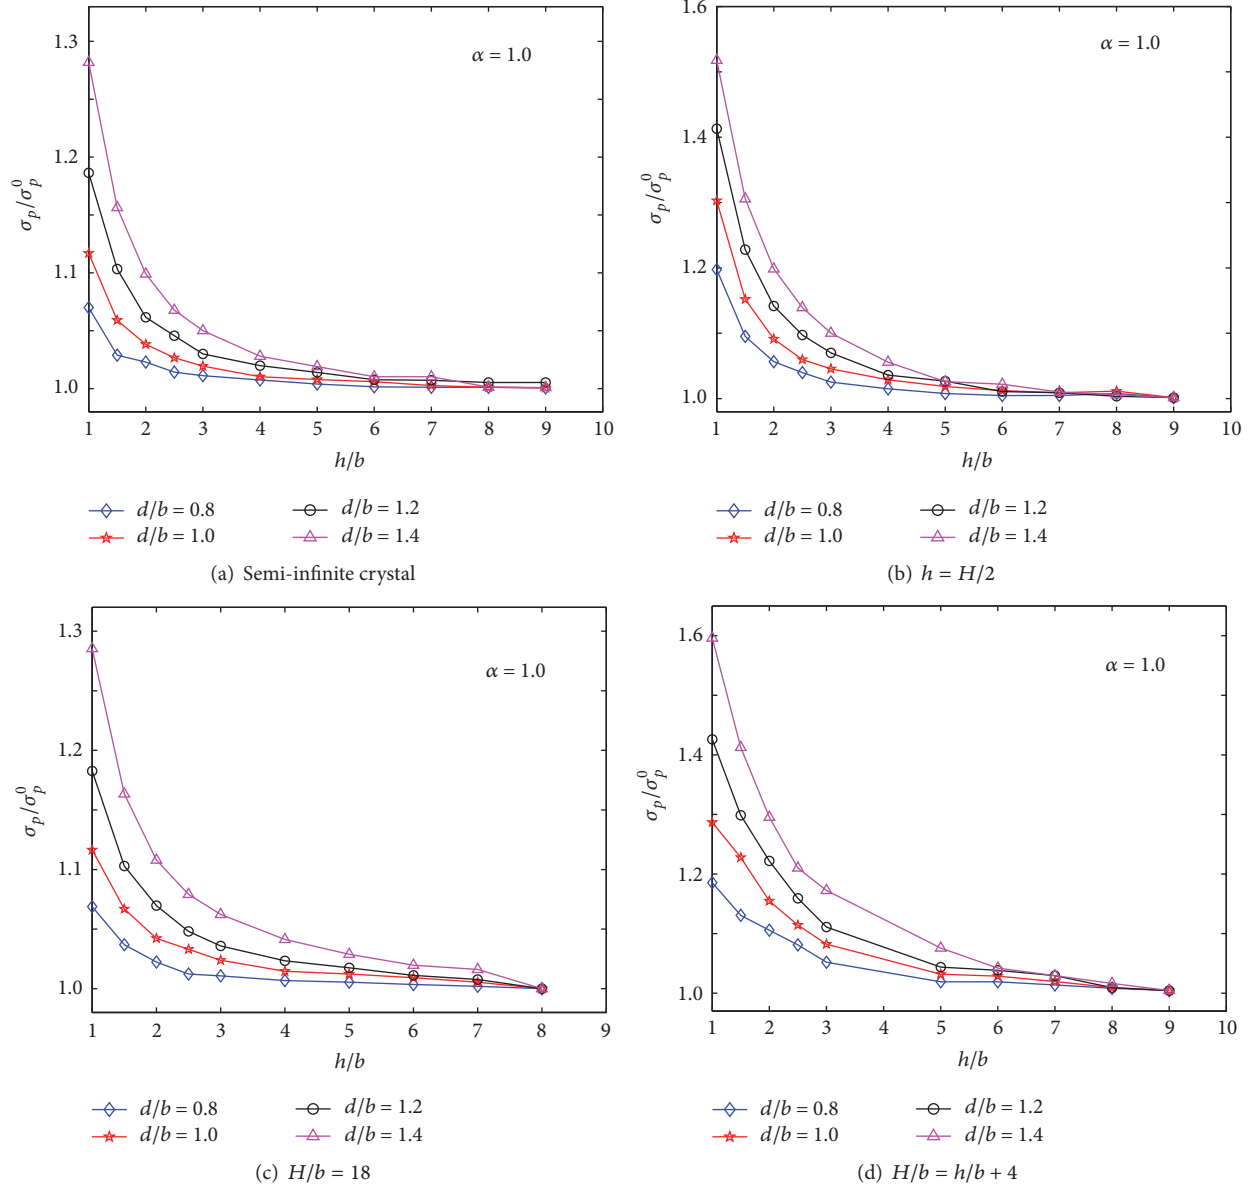 1.3
1.2
1.1
1.0
σp/σp⁰
α = 1.0
1 2 3 4 5 6 7 8 9 10
h/b
d/b = 0.8
d/b = 1.0
d/b = 1.2
d/b = 1.4
(a) Semi-infinite crystal
1.6
1.4
1.2
1.0
σp/σp⁰
α = 1.0
1 2 3 4 5 6 7 8 9 10
h/b
d/b = 0.8
d/b = 1.0
d/b = 1.2
d/b = 1.4
(b) h = H/2
1.3
1.2
1.1
1.0
σp/σp⁰
α = 1.0
1 2 3 4 5 6 7 8 9
h/b
d/b = 0.8
d/b = 1.0
d/b = 1.2
d/b = 1.4
(c) H/b = 18
1.6
1.4
1.2
1.0
σp/σp⁰
α = 1.0
1 2 3 4 5 6 7 8 9 10
h/b
d/b = 0.8
d/b = 1.0
d/b = 1.2
d/b = 1.4
(d) H/b = h/b + 4